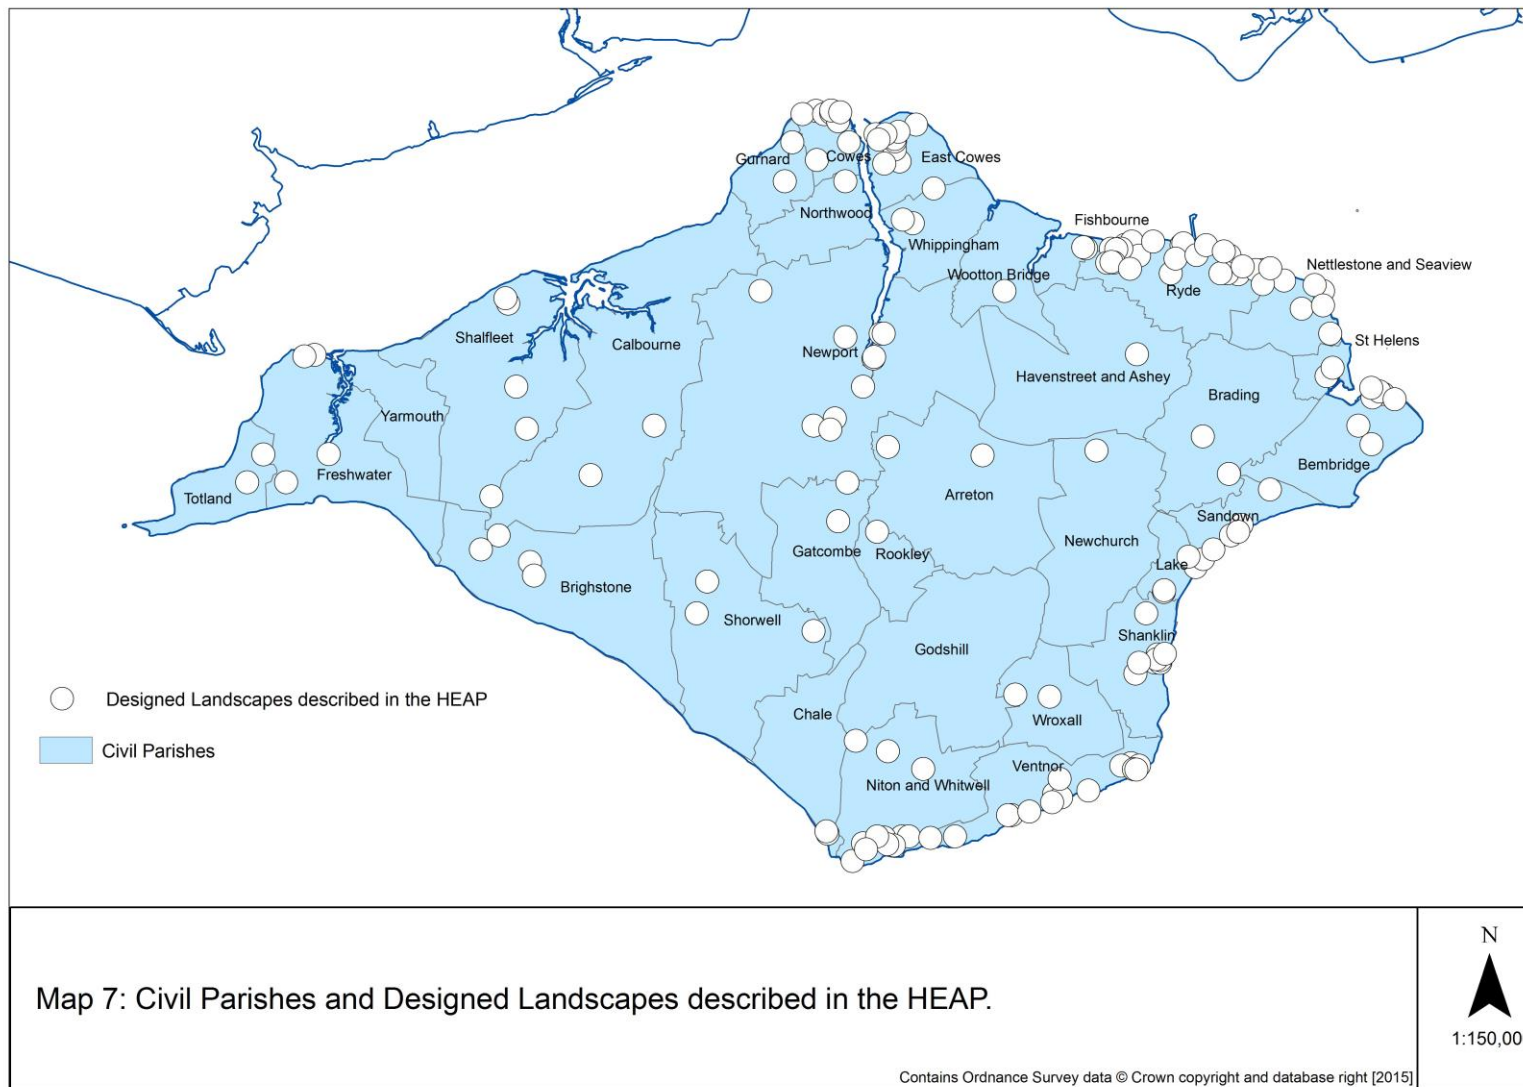 Gurnard
Cowes
East Cowes
Northwood
Fishbourne
Whippingham
Nettlestone and Seaview
Wootton Bridge
Ryde
Shalfleet
Calbourne
Newport
St Helens
Havenstreet and Ashey
Brading
Yarmouth
Freshwater
Bembridge
Totland
Arreton
Sandown
Newchurch
Gatcombe
Rookley
Lake
Brighstone
Shorwell
Shanklin
Godshill
Designed Landscapes described in the HEAP
Chale
Wroxall
Civil Parishes
Ventnor
Niton and Whitwell
N
Map 7: Civil Parishes and Designed Landscapes described in the HEAP.
1:150,00
Contains Ordnance Survey data © Crown copyright and database right [2015]